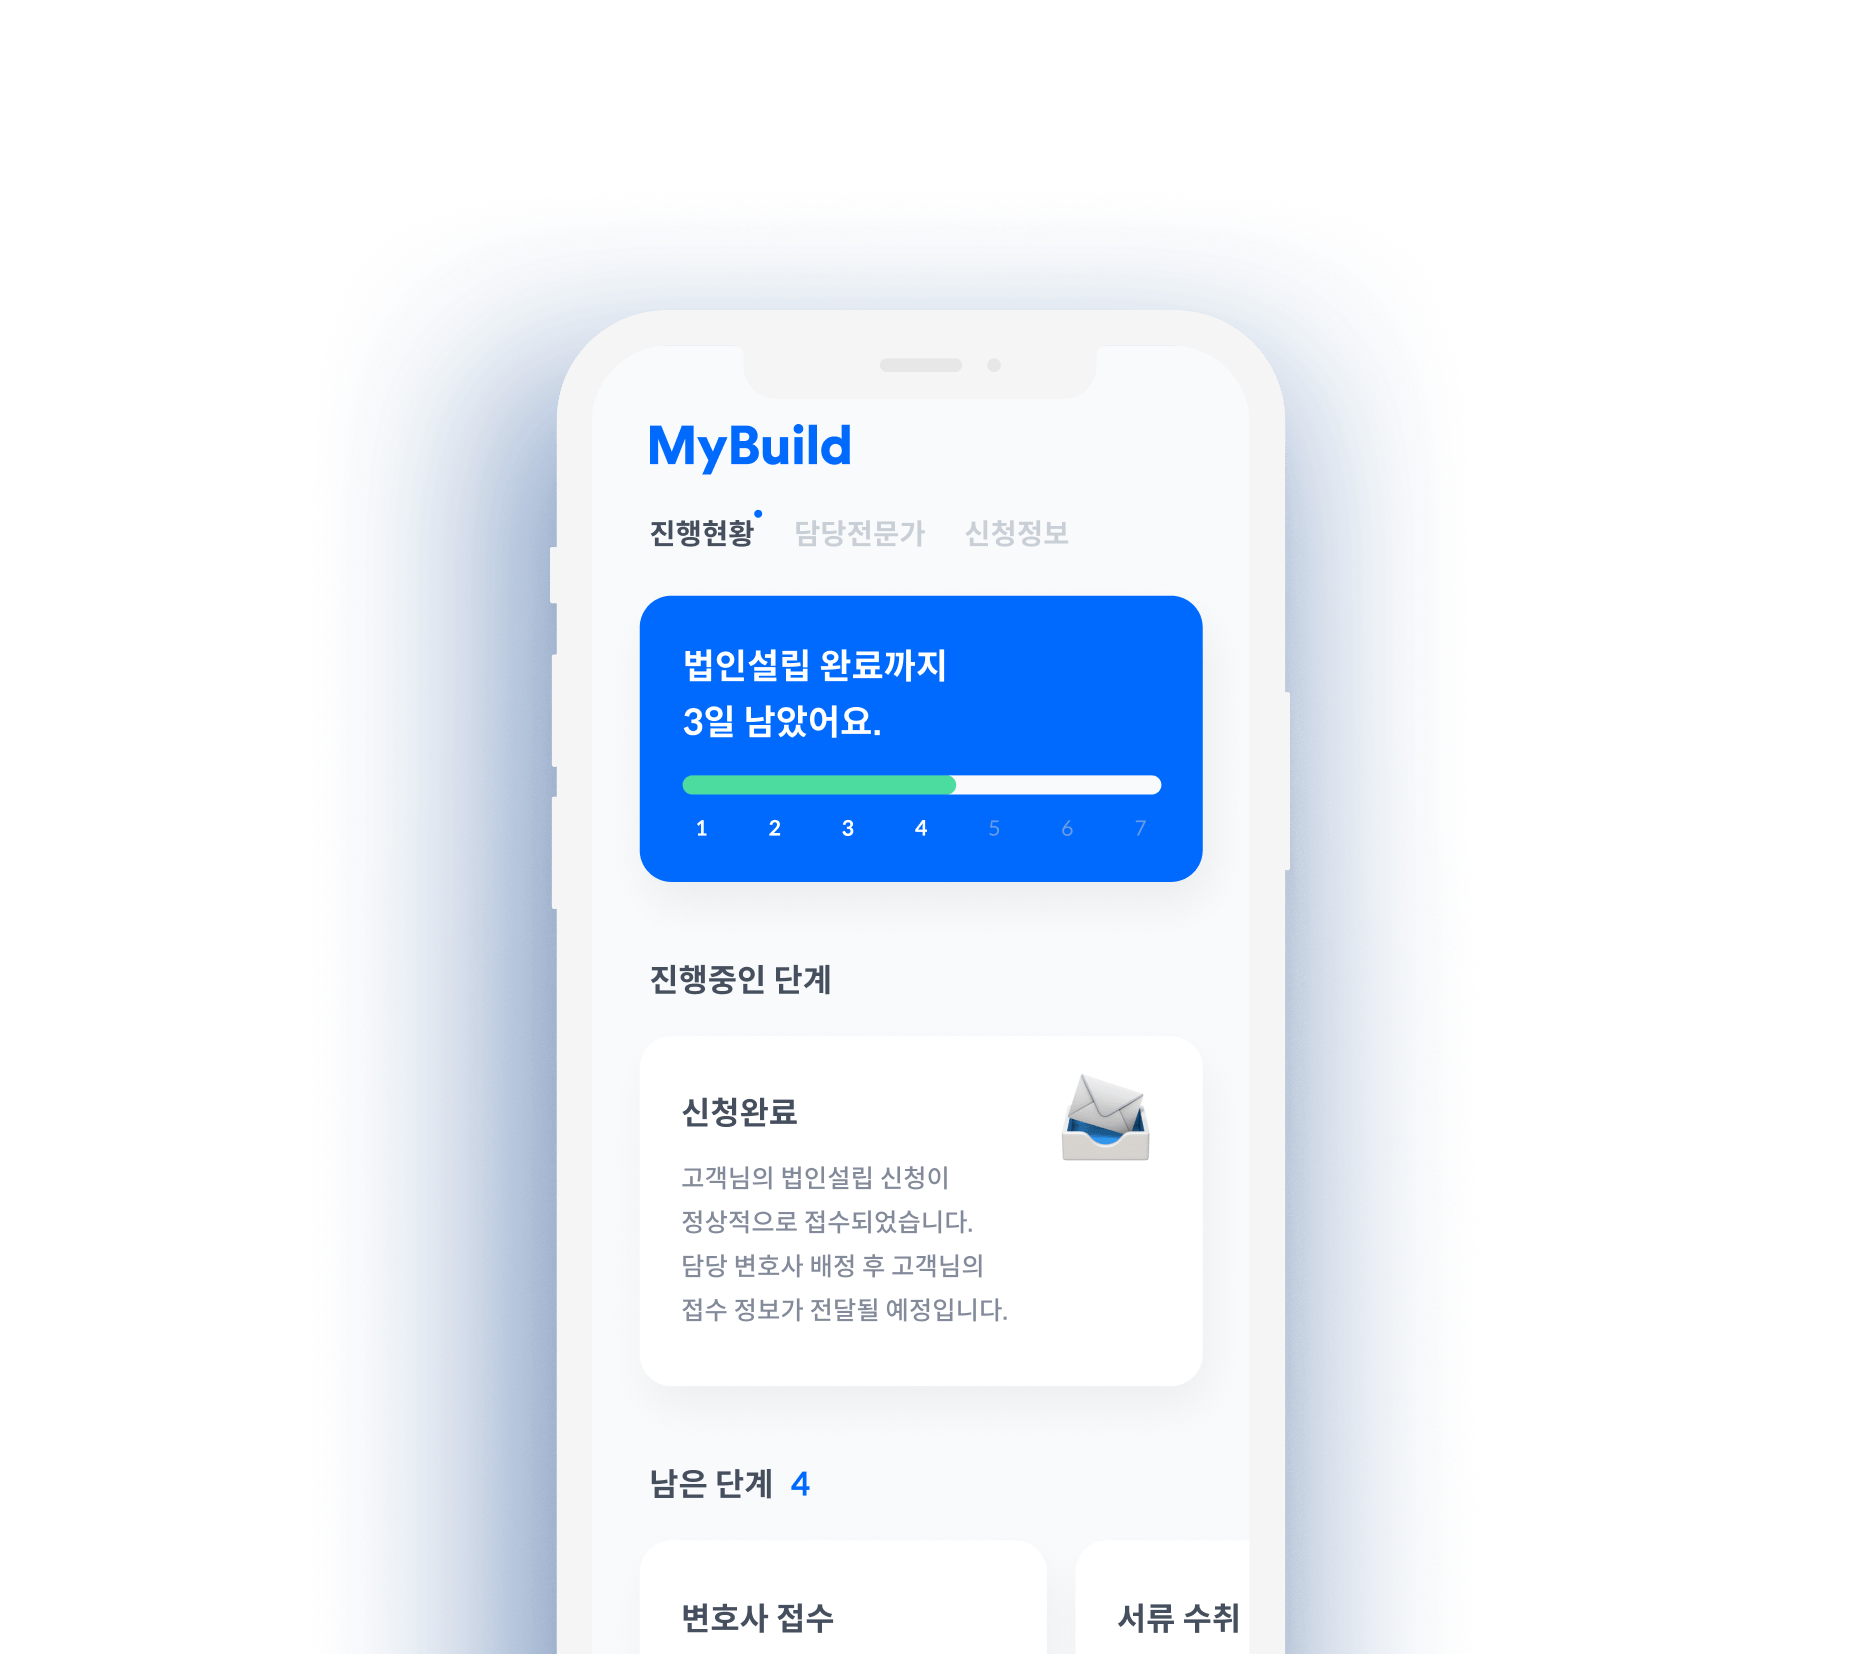 MyBuild
진행현황 담당전문가 신청정보
법인설립 완료까지
3일 남았어요.
1 2 3 4 5 6 7
진행중인 단계
신청완료
고객님의 법인설립 신청이
정상적으로 접수되었습니다.
담당 변호사 배정 후 고객님의
접수 정보가 전달될 예정입니다.
남은 단계 4
변호사 접수
서류 수취